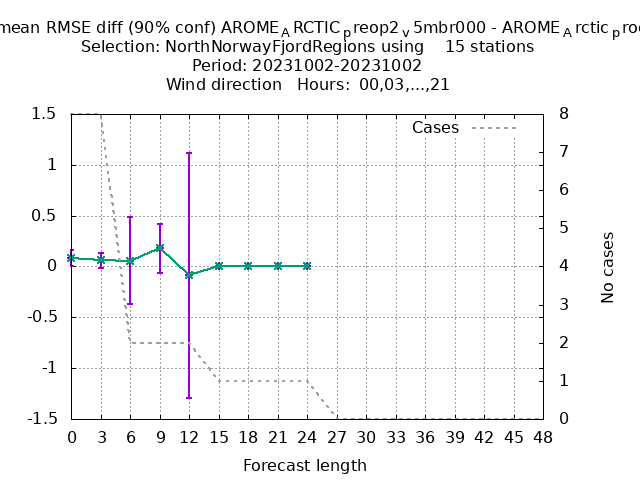 mean RMSE diff (90% conf) AROME_ARCTIC_preop2_v5mbr000 - AROME_Arctic_proc
Selection: NorthNorwayFjordRegions using 15 stations
Period: 20231002-20231002
Wind direction Hours: 00,03,...,21
Cases
1.5
1
0.5
0
-0.5
-1
-1.5
8
7
6
5
4
3
2
1
0
No cases
0 3 6 9 12 15 18 21 24 27 30 33 36 39 42 45 48
Forecast length